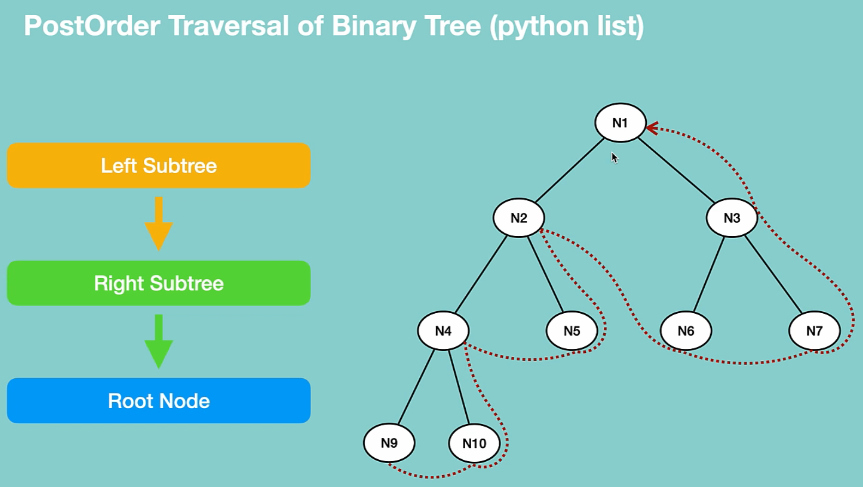 PostOrder Traversal of Binary Tree (python list)
Left Subtree
Right Subtree
Root Node
N1
N2
N3
N4
N5
N6
N7
N9
N10